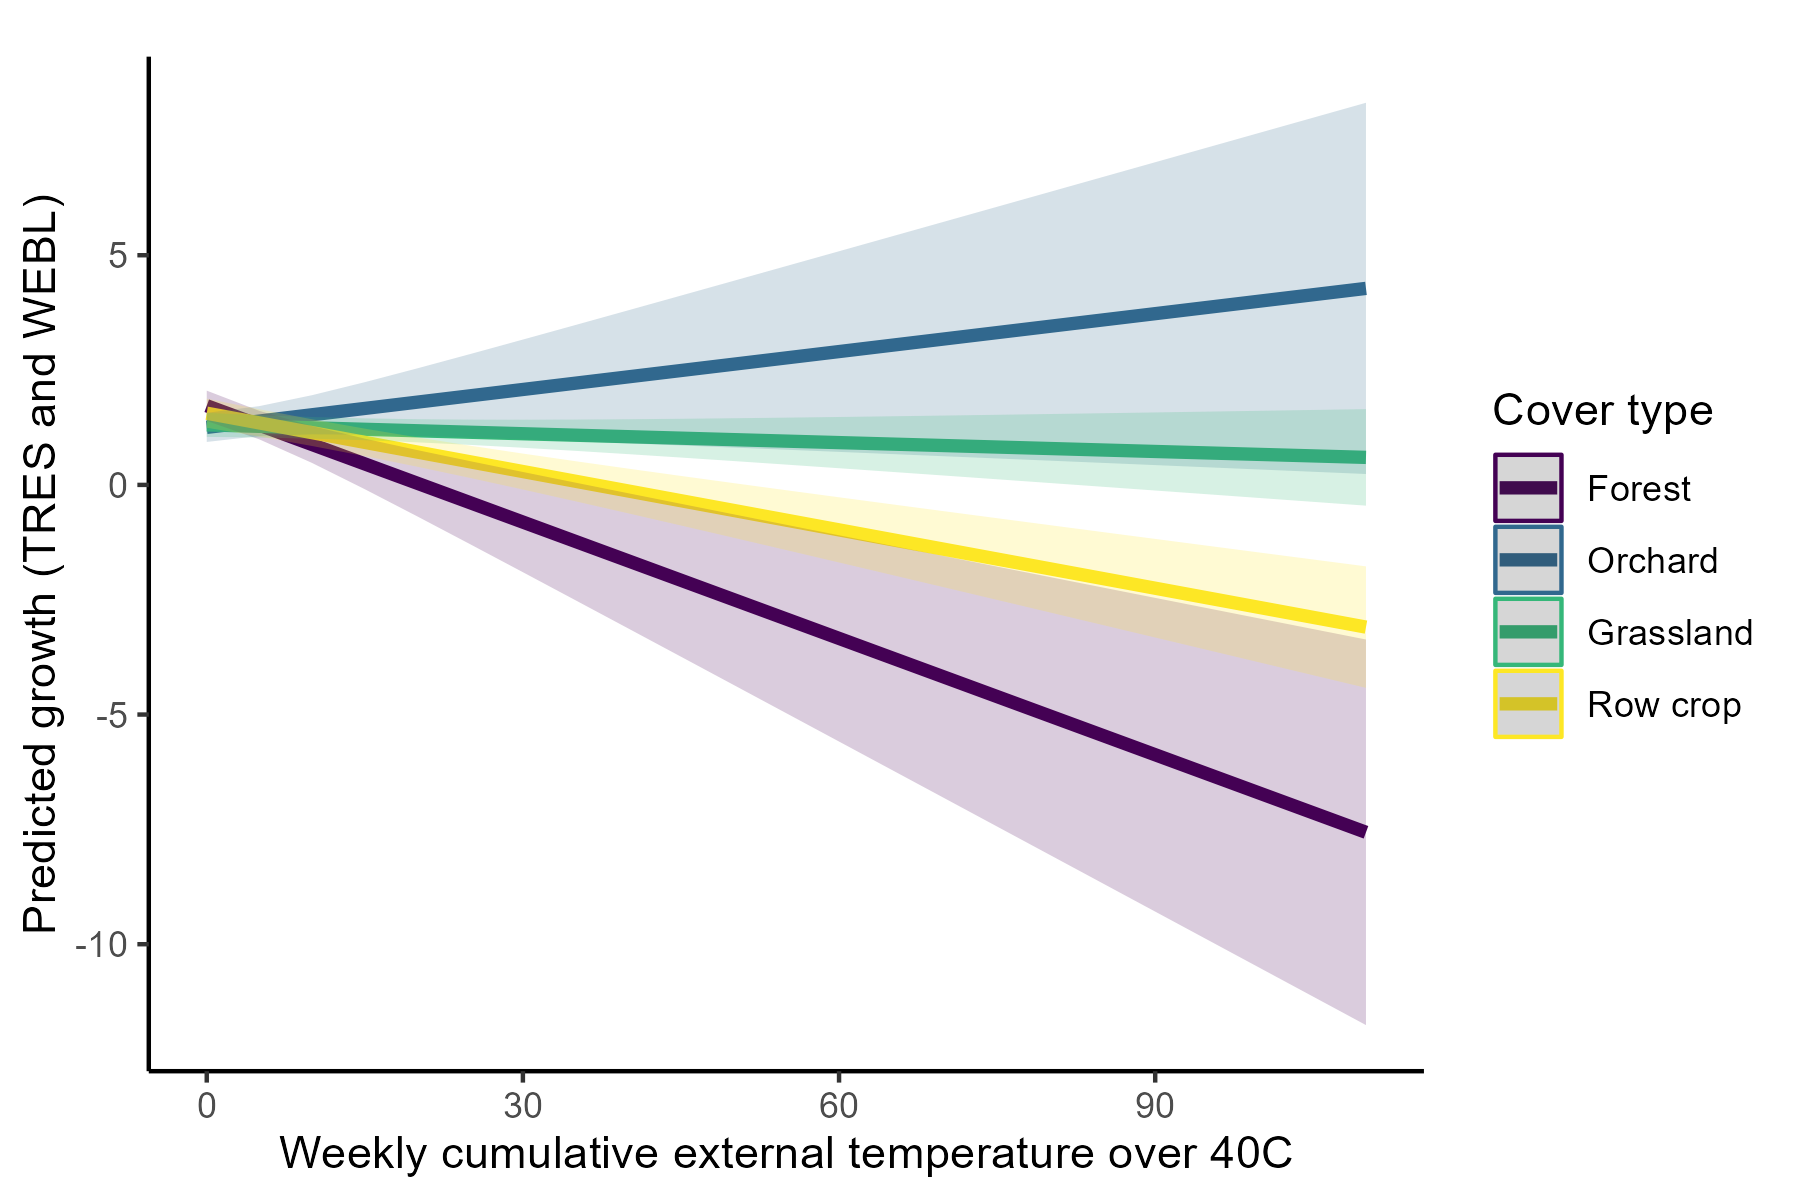 Predicted growth (TRES and WEBL)
5
0
-5
-10
0 30 60 90
Weekly cumulative external temperature over 40C
Cover type
Forest
Orchard
Grassland
Row crop